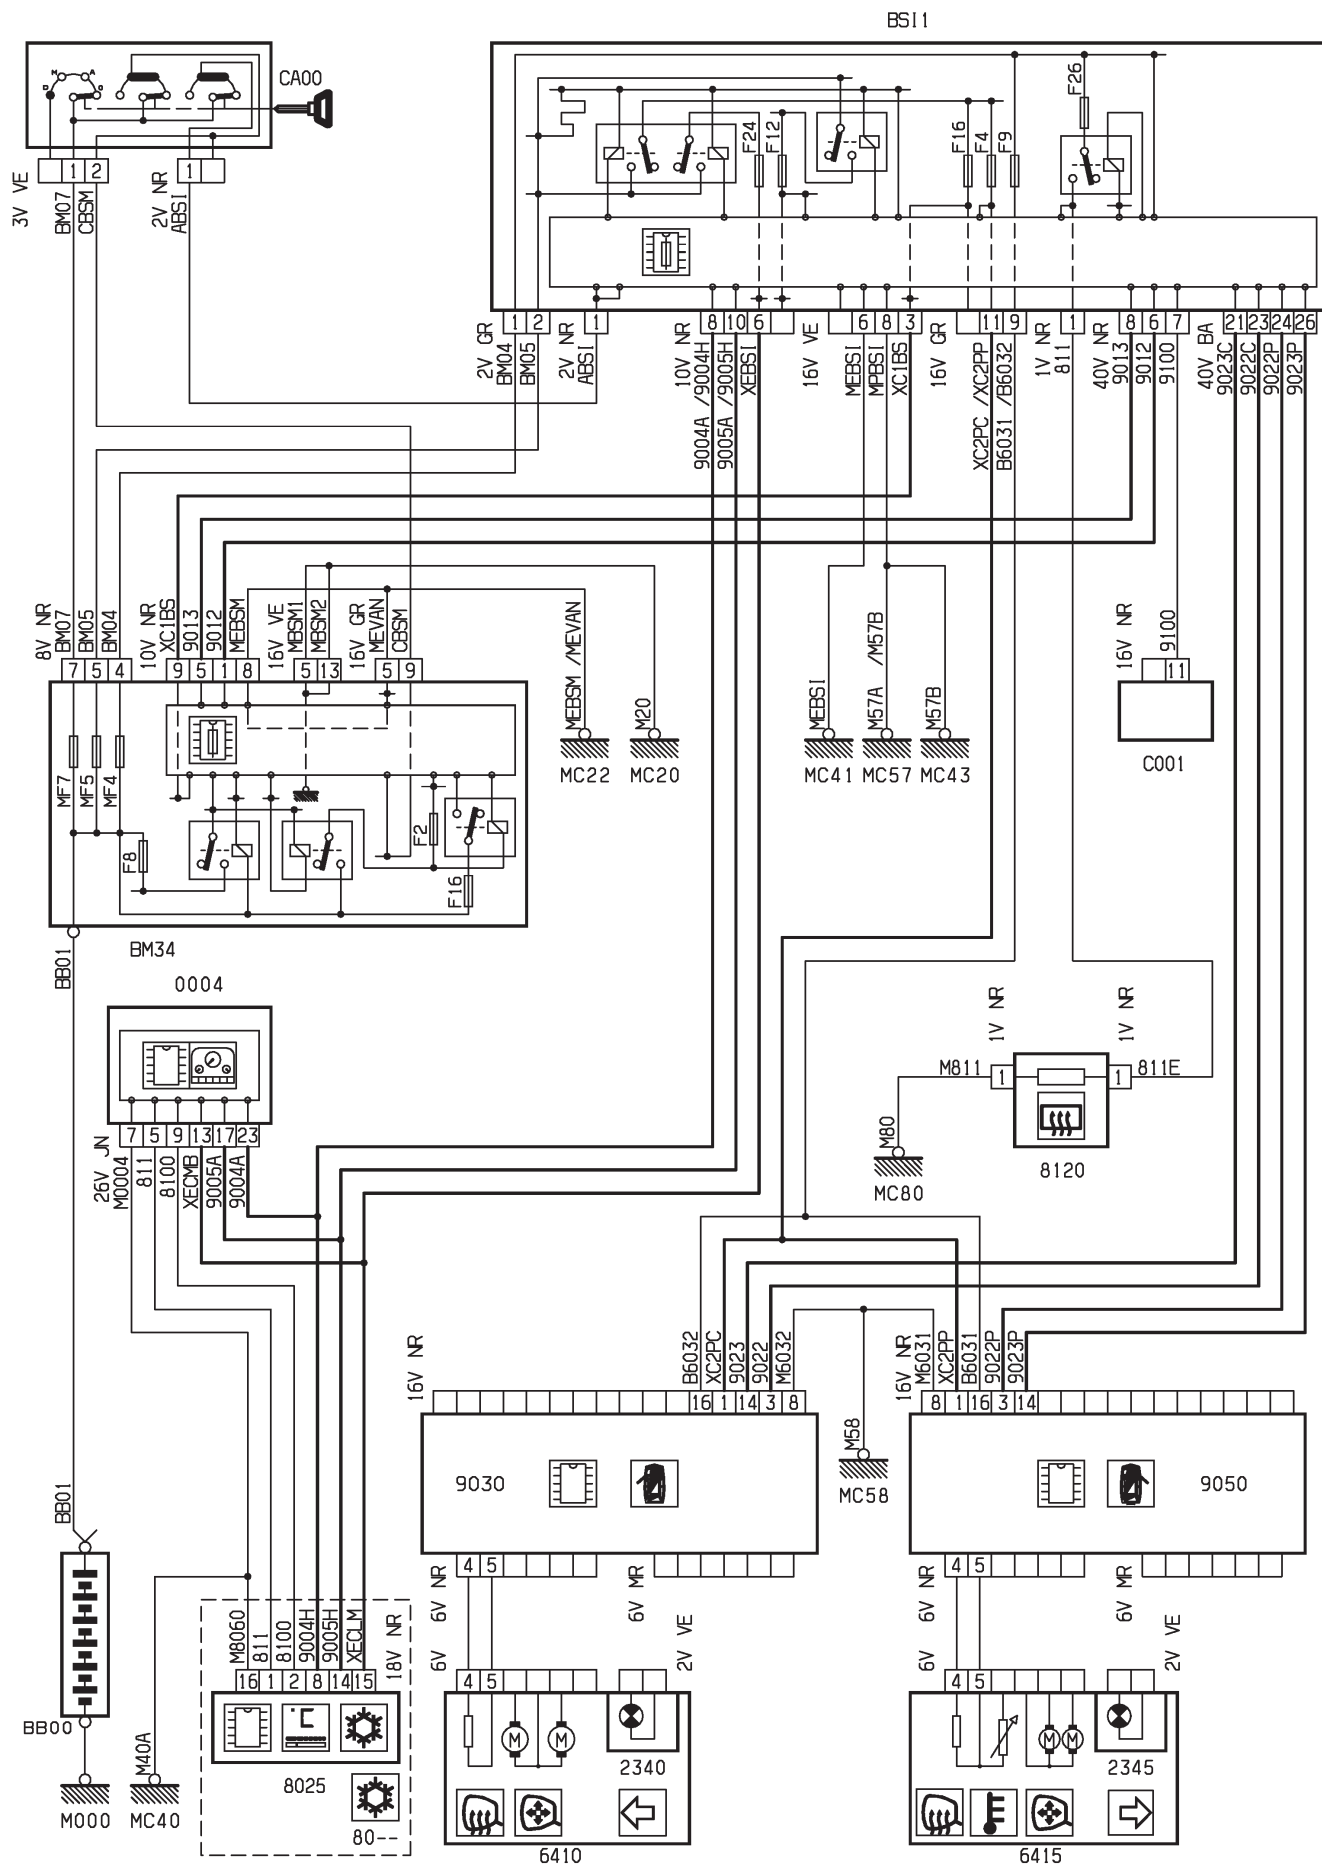 BSI1
CA00
M A
D
3V VE
1 2
BM07
CBSM
2V NR
1
ABSI
F24
F12
F16
F4
F9
F26
2V GR
1 2
BM04
BM05
2V NR
1
ABSI
10V NR
8 10 6
9004A /9004H
9005A /9005H
XEBSI
16V VE
6 8 3
MEBSI
MPBSI
XC1BS
16V GR
11 9
XC2PC /XC2PP
B6031 /B6032
1V NR
1
811
40V NR
8 6 7
9013
9012
9100
40V BA
21 23 24 26
9023C
9022C
9022P
9023P
8V NR
BM07
BM05
BM04
10V NR
XC1BS
9013
9012
MEBSM
16V VE
MBSM1
MBSM2
16V GR
MEVAN
CBSM
7 5 4
9 5 1 8
5 13
5 9
MEBSM /MEVAN
MC22
M20
MC20
MEBSI
MC41
M57A /M57B
MC57
M57B
MC43
16V NR
9100
11
C001
MF7
MF5
MF4
F8
F2
F16
BM34
BB01
0004
7 5 9 13 17 23
26V JN
M0004
811
8100
XECMB
9005A
9004A
1V NR
1V NR
M811
1
1
811E
M80
MC80
8120
16V NR
B6032
XC2PC
9023
9022
M6032
16 1 14 3 8
9030
M58
MC58
16V NR
M6031
XC2PP
B6031
9022P
9023P
8 1 16 3 14
9050
BB01
BB00
M000
M40A
MC40
M8060
811
8100
9004H
9005H
XECLM
18V NR
16 1 2 8 14 15
°C
8025
80--
4 5
6V NR
6V MR
6V
2V VE
4 5
M M
2340
6410
4 5
6V NR
6V MR
6V
2V VE
4 5
M M
2345
6415